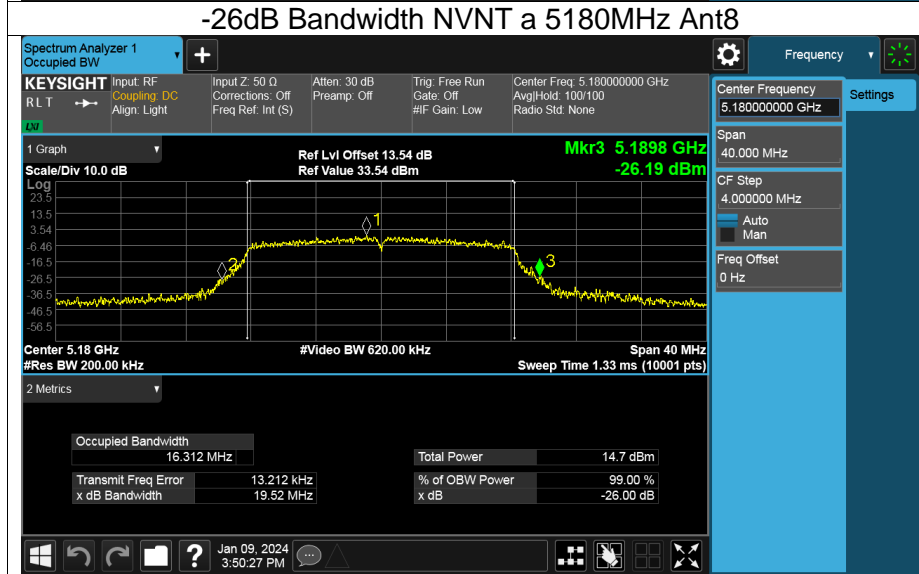 -26dB Bandwidth NVNT a 5180MHz Ant8
Spectrum Analyzer 1
Occupied BW
+
Frequency
KEYSIGHT
RLT
LXI
Input: RF
Coupling: DC
Align: Light
Input Z: 50 Ω
Corrections: Off
Freq Ref: Int (S)
Atten: 30 dB
Preamp: Off
Trig: Free Run
Gate: Off
#IF Gain: Low
Center Freq: 5.180000000 GHz
Avg|Hold: 100/100
Radio Std: None
Center Frequency
5.180000000 GHz
Settings
Span
40.000 MHz
CF Step
4.000000 MHz
Auto
Man
Freq Offset
0 Hz
1 Graph
Scale/Div 10.0 dB
Ref Lvl Offset 13.54 dB
Ref Value 33.54 dBm
Mkr3 5.1898 GHz
-26.19 dBm
Log
23.5
13.5
3.54
-6.46
-16.5
-26.5
-36.5
-46.5
-56.5
1
2
3
Center 5.18 GHz
#Video BW 620.00 kHz
Span 40 MHz
#Res BW 200.00 kHz
Sweep Time 1.33 ms (10001 pts)
2 Metrics
Occupied Bandwidth
16.312 MHz
Total Power 14.7 dBm
Transmit Freq Error 13.212 kHz
% of OBW Power 99.00 %
x dB Bandwidth 19.52 MHz
x dB -26.00 dB
?
Jan 09, 2024
3:50:27 PM